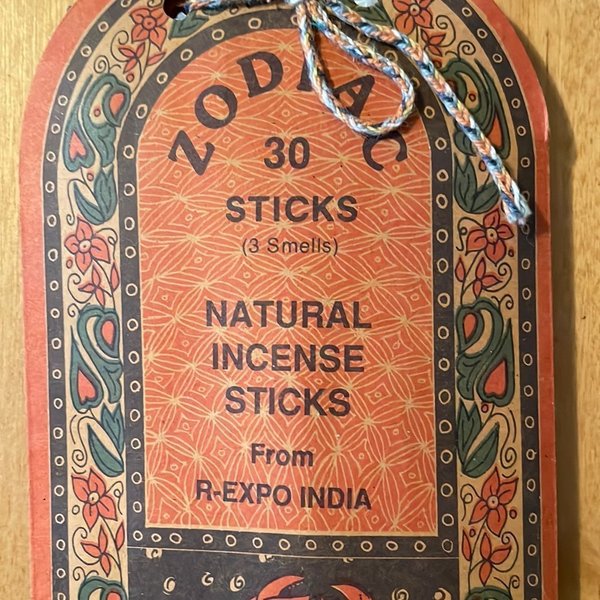 ZODIAC
30
STICKS
(3 Smells)
NATURAL
INCENSE
STICKS
From
R-EXPO INDIA